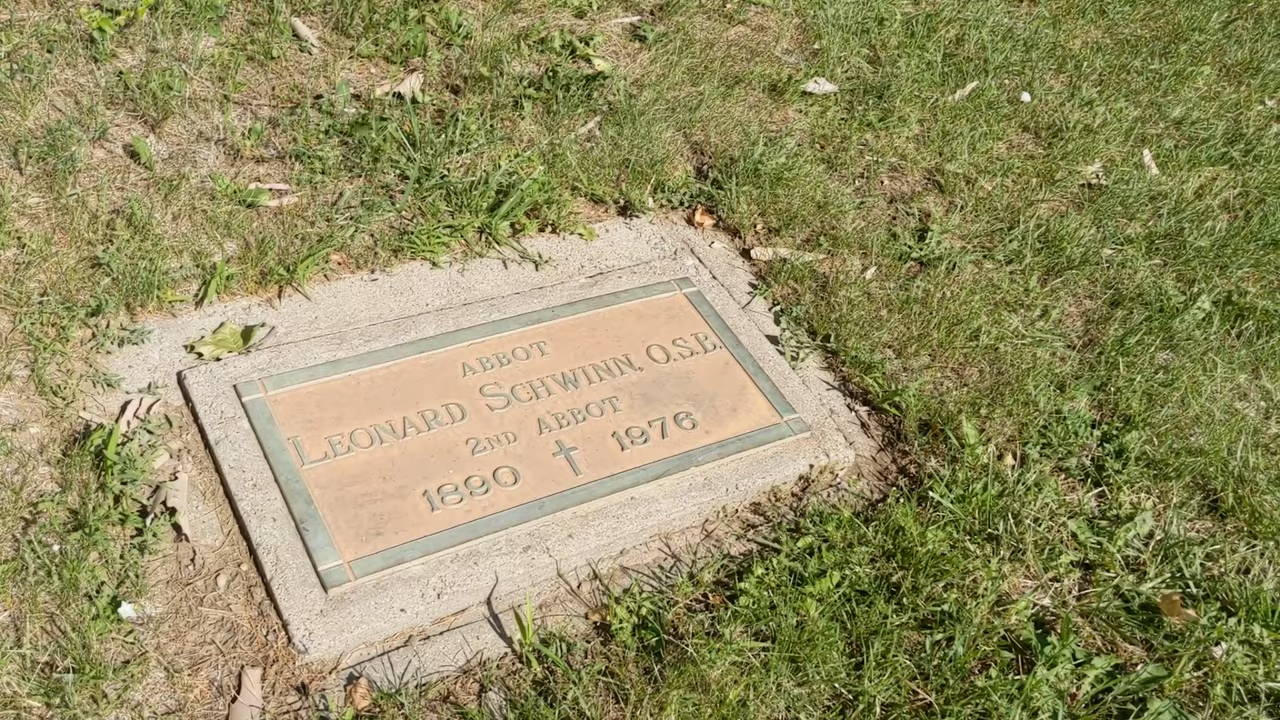 ABBOT
LEONARD SCHWINN, O.S.B.
2ND ABBOT
1890 † 1976